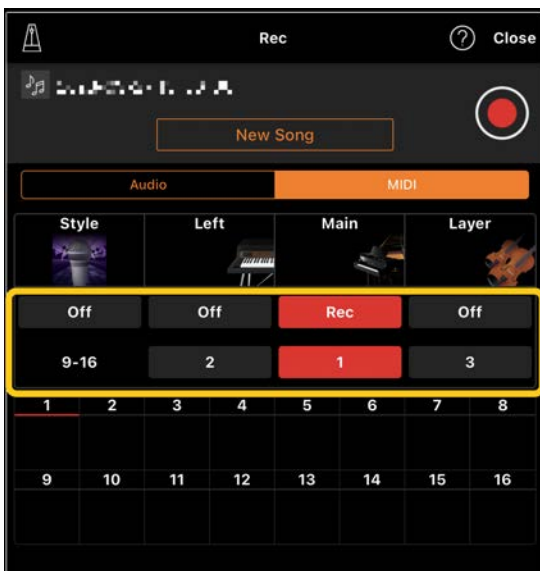 Rec ? Close
New Song
Audio MIDI
Style Left Main Layer
Off Off Rec Off
9-16 2 1 3
1 2 3 4 5 6 7 8
9 10 11 12 13 14 15 16